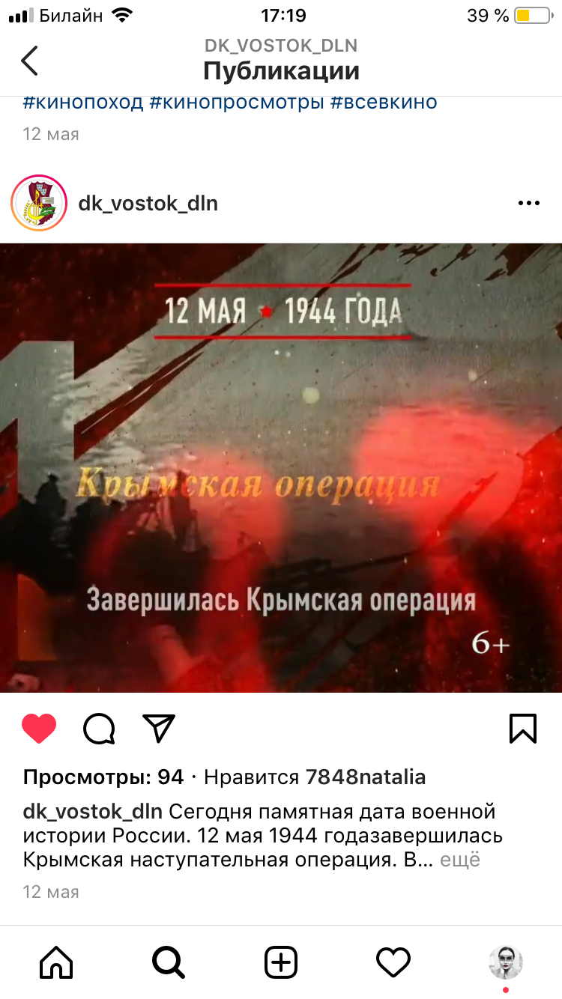 Билайн 17:19 39 %
DK_VOSTOK_DLN
Публикации
#кинопоход #кинопросмотры #всевкино
12 мая
dk_vostok_dln
12 МАЯ ★ 1944 ГОДА
Крымская операция
Завершилась Крымская операция
6+
Просмотры: 94 · Нравится 7848natalia
dk_vostok_dln Сегодня памятная дата военной
истории России. 12 мая 1944 годазавершилась
Крымская наступательная операция. В... ещё
12 мая